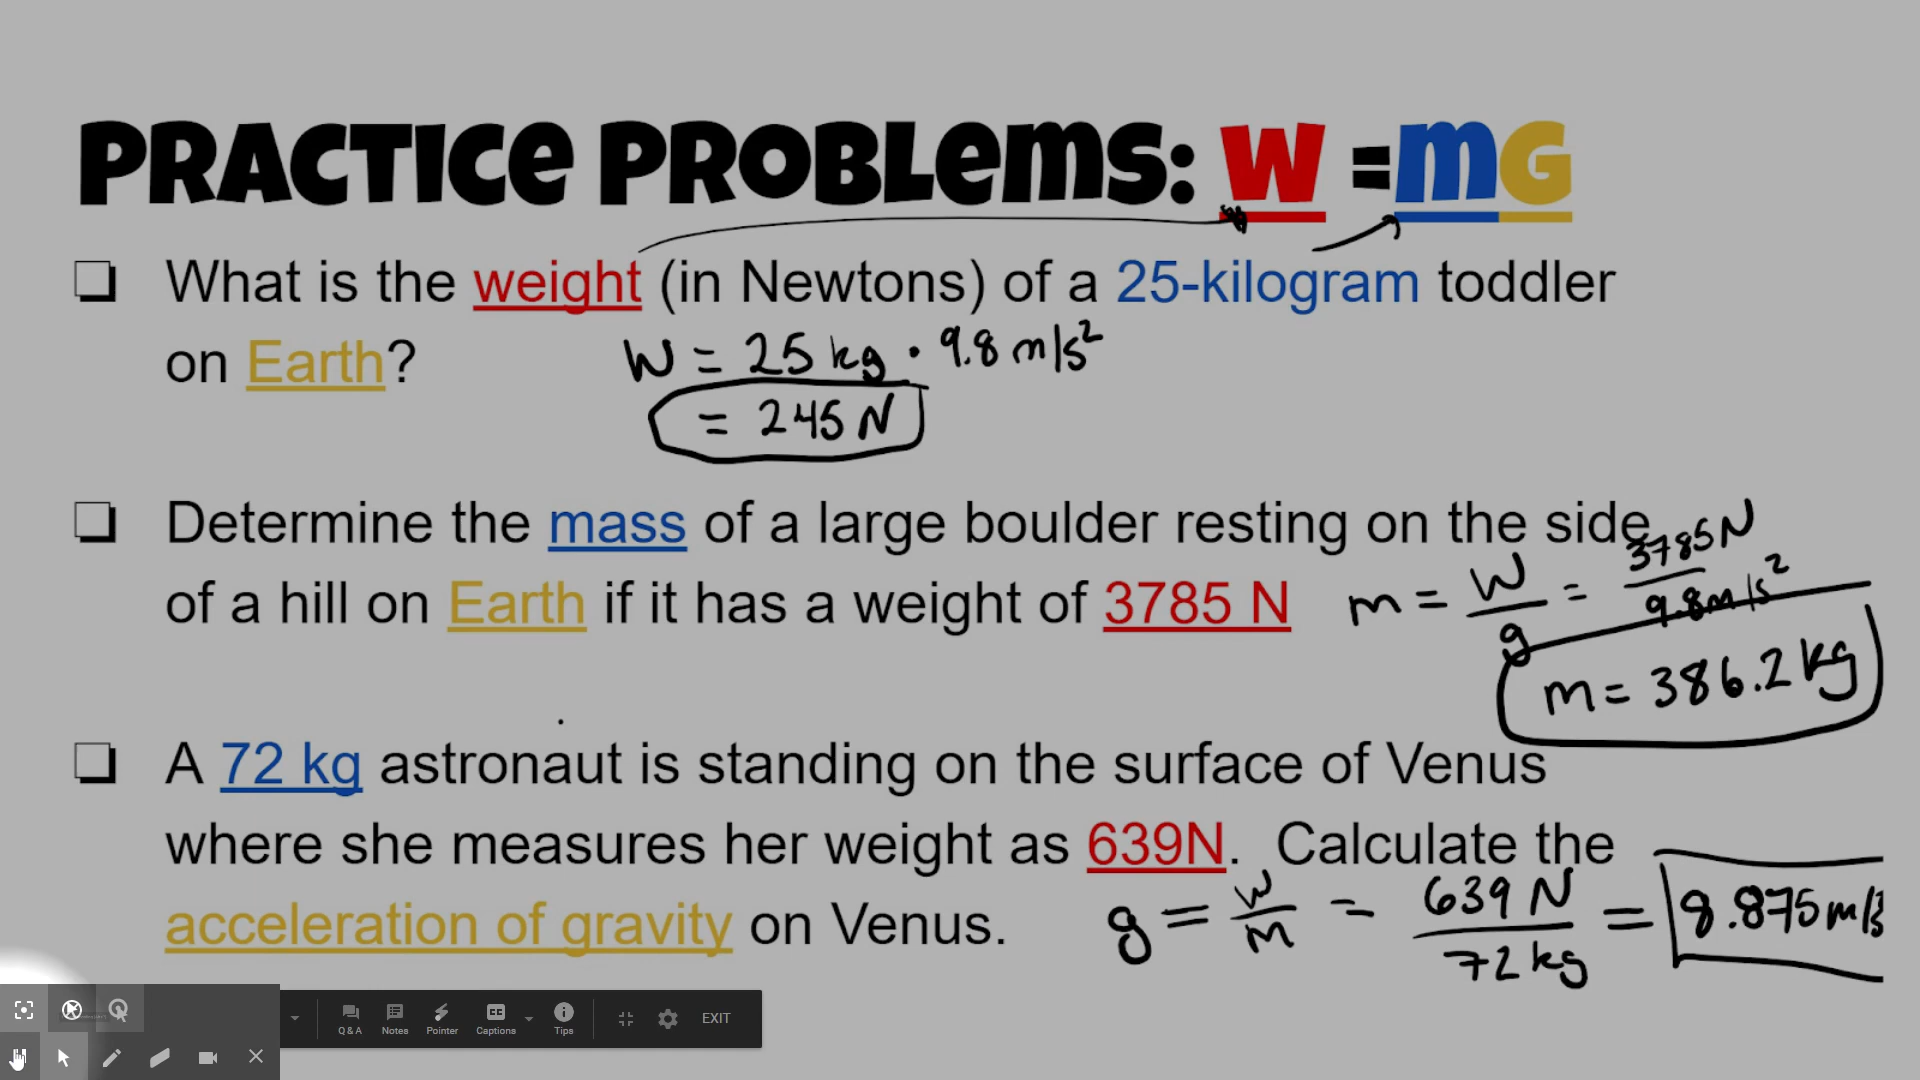 PRACTICE PROBLEMS: W =MG
❏ What is the weight (in Newtons) of a 25-kilogram toddler
on Earth?
W = 25 kg · 9.8 m/s²
= 245 N
❏ Determine the mass of a large boulder resting on the side
of a hill on Earth if it has a weight of 3785 N
m = W/g = 3785 N/9.8 m/s²
m = 386.2 kg
❏ A 72 kg astronaut is standing on the surface of Venus
where she measures her weight as 639N. Calculate the
acceleration of gravity on Venus.
g = W/m = 639 N/72 kg = 8.875 m/s
Q & A Notes Pointer Captions Tips EXIT